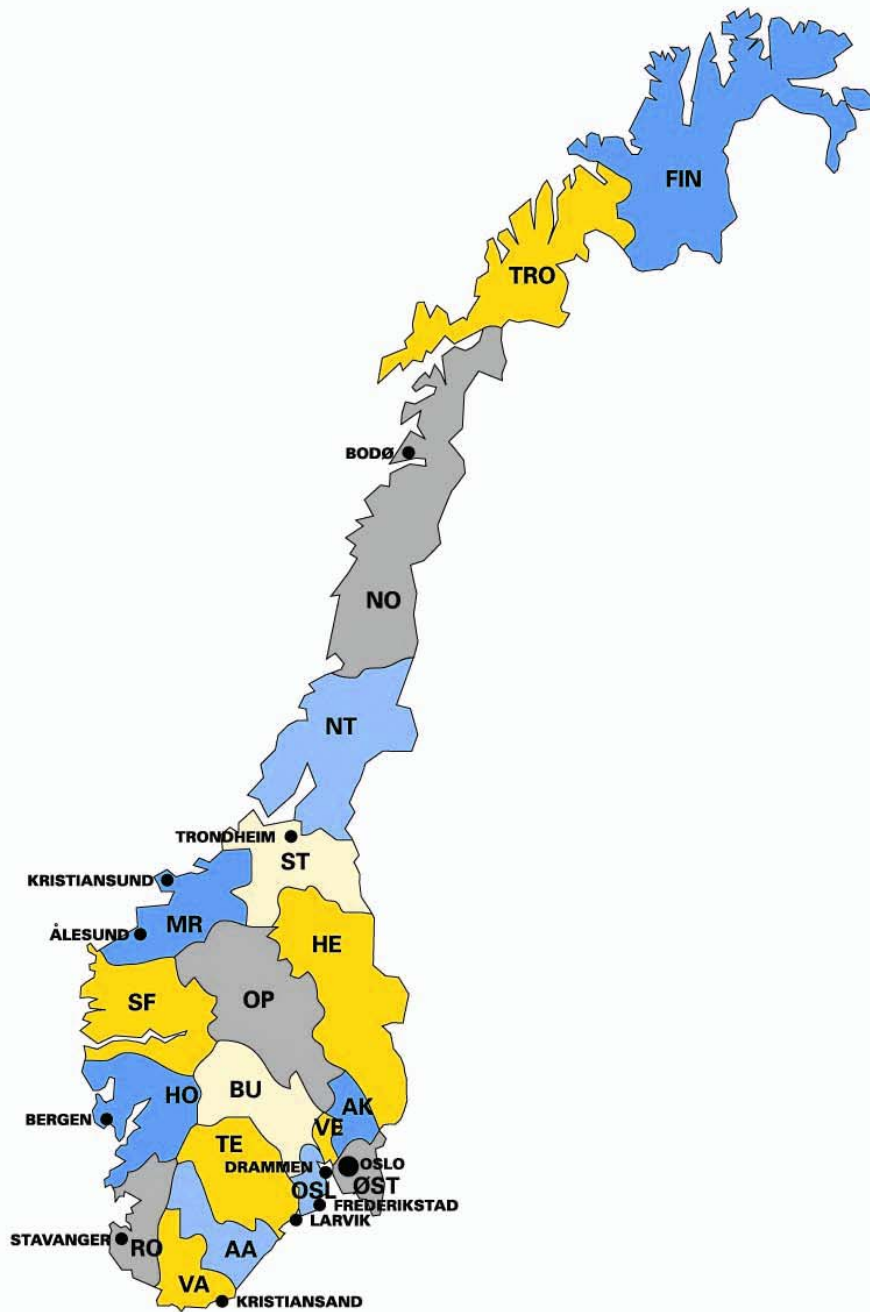 FIN
TRO
BODØ
NO
NT
TRONDHEIM
ST
KRISTIANSUND
MR
ÅLESUND
HE
SF
OP
BU
HO
AK
BERGEN
VE
TE
DRAMMEN
OSLO
ØST
OSL
FREDERIKSTAD
LARVIK
STAVANGER
RO
AA
VA
KRISTIANSAND